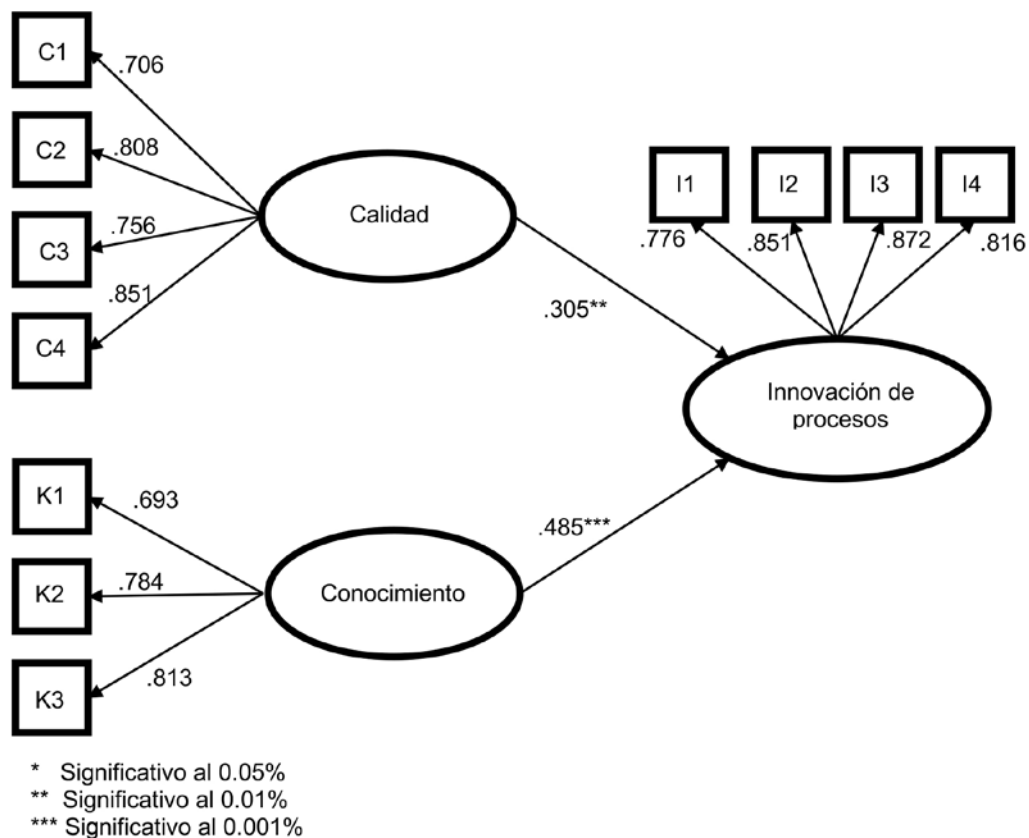 C1
.706
C2
.808
C3
.756
C4
.851
Calidad
I1
I2
I3
I4
.776
.851
.872
.816
.305**
Innovación de
procesos
K1
.693
K2
.784
K3
.813
Conocimiento
.485***
* Significativo al 0.05%
** Significativo al 0.01%
*** Significativo al 0.001%